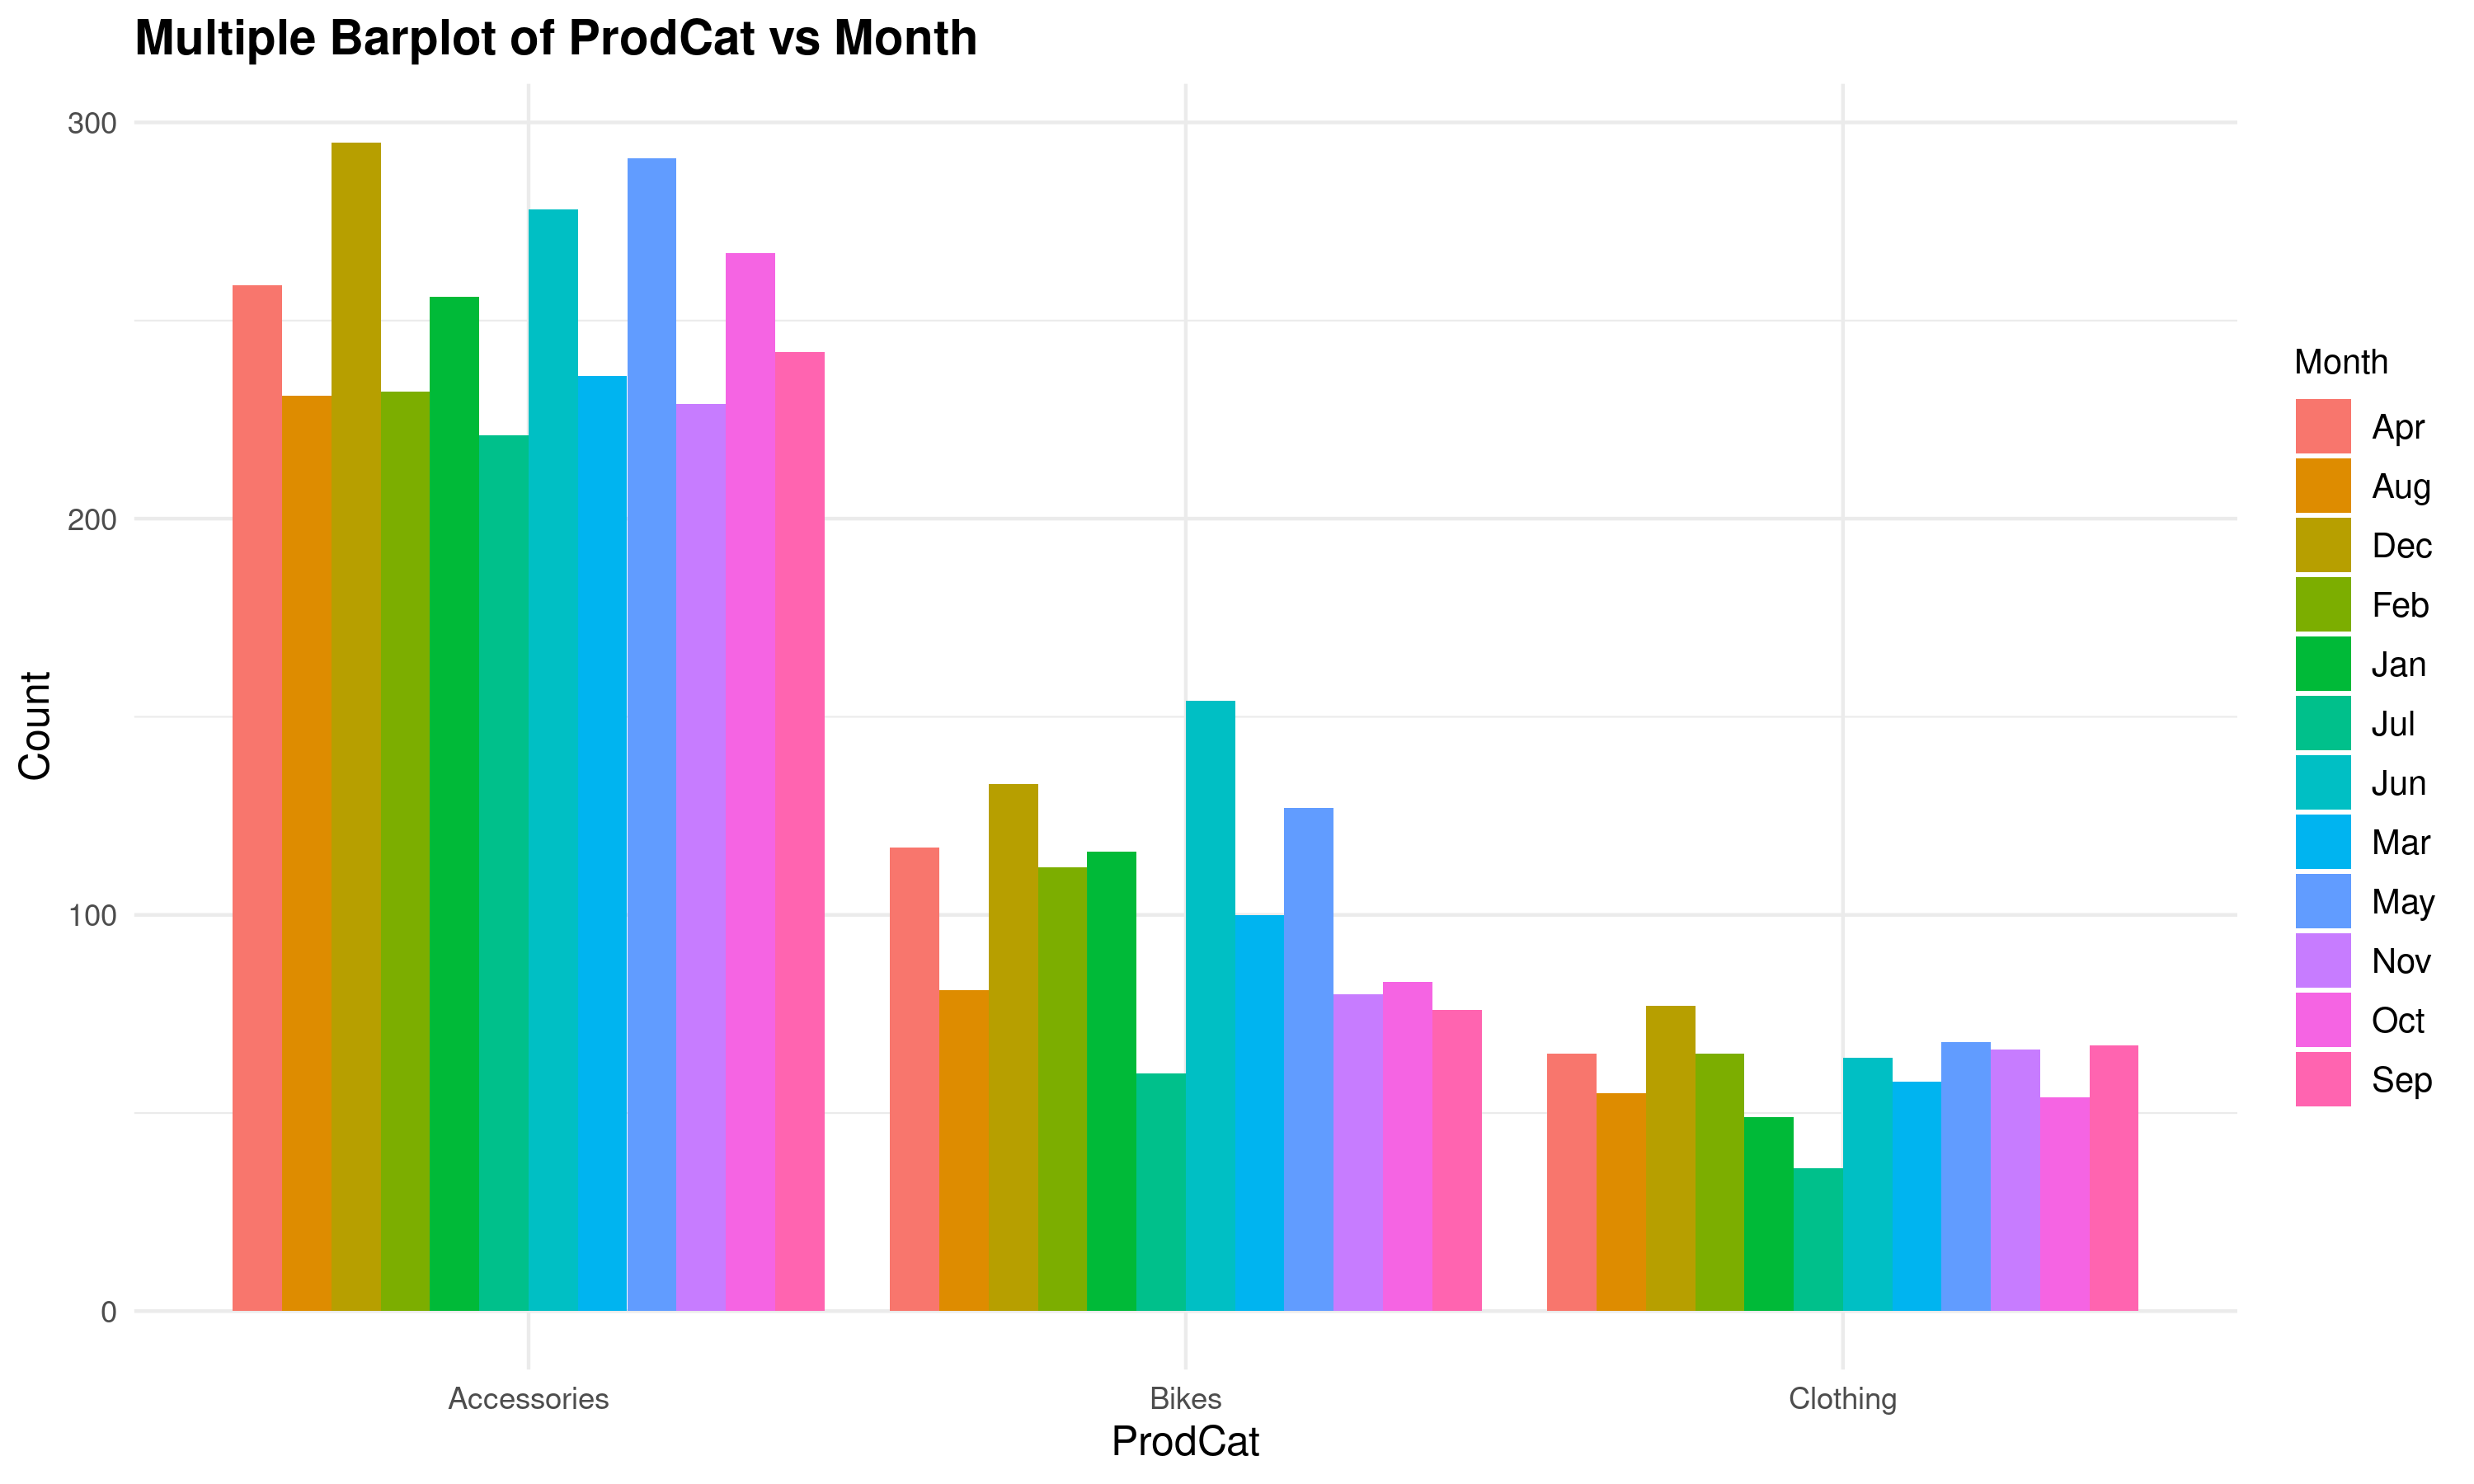 Multiple Barplot of ProdCat vs Month
300
200
100
0
Count
Accessories
Bikes
Clothing
ProdCat
Month
Apr
Aug
Dec
Feb
Jan
Jul
Jun
Mar
May
Nov
Oct
Sep